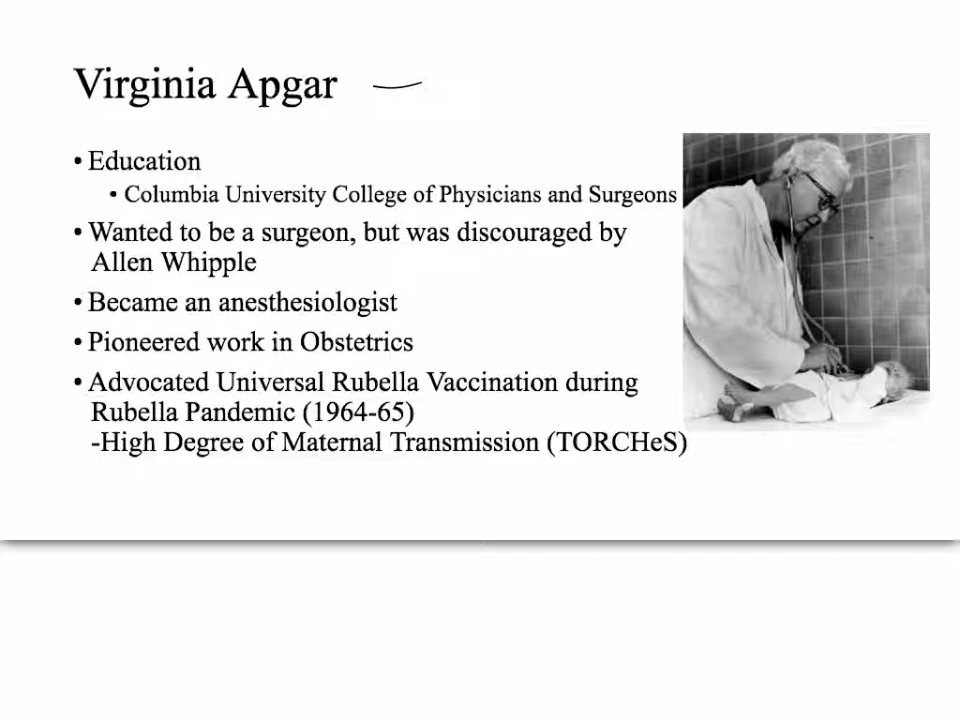 Virginia Apgar
• Education
• Columbia University College of Physicians and Surgeons
• Wanted to be a surgeon, but was discouraged by
Allen Whipple
• Became an anesthesiologist
• Pioneered work in Obstetrics
• Advocated Universal Rubella Vaccination during
Rubella Pandemic (1964-65)
-High Degree of Maternal Transmission (TORCHeS)